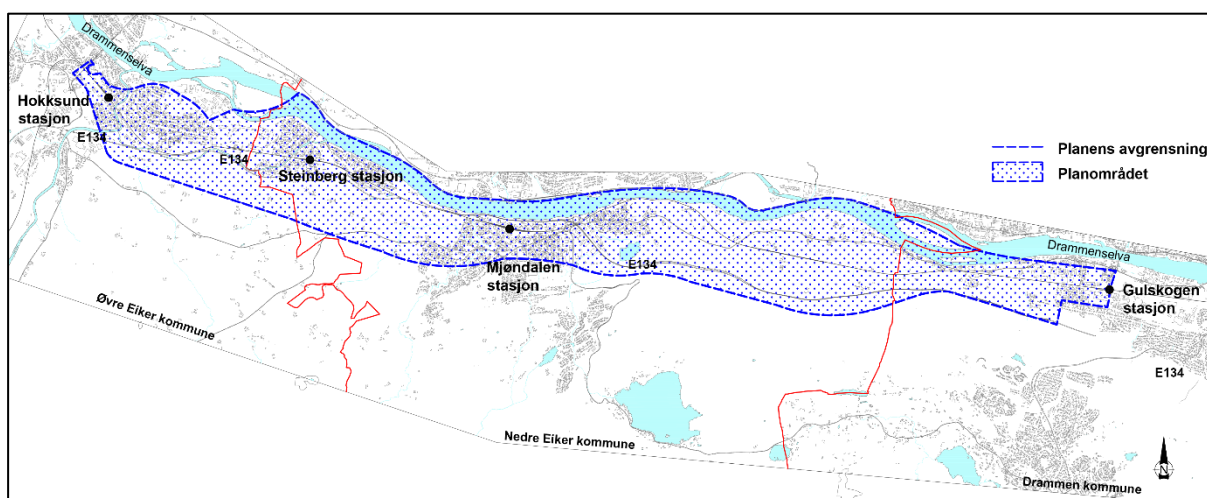 Drammenselva
Hokksund
stasjon
E134
E134
Steinberg stasjon
Planens avgrensning
Planområdet
Mjøndalen
stasjon
E134
Drammenselva
Gulskogen
stasjon
E134
Øvre Eiker kommune
Nedre Eiker kommune
Drammen kommune
N